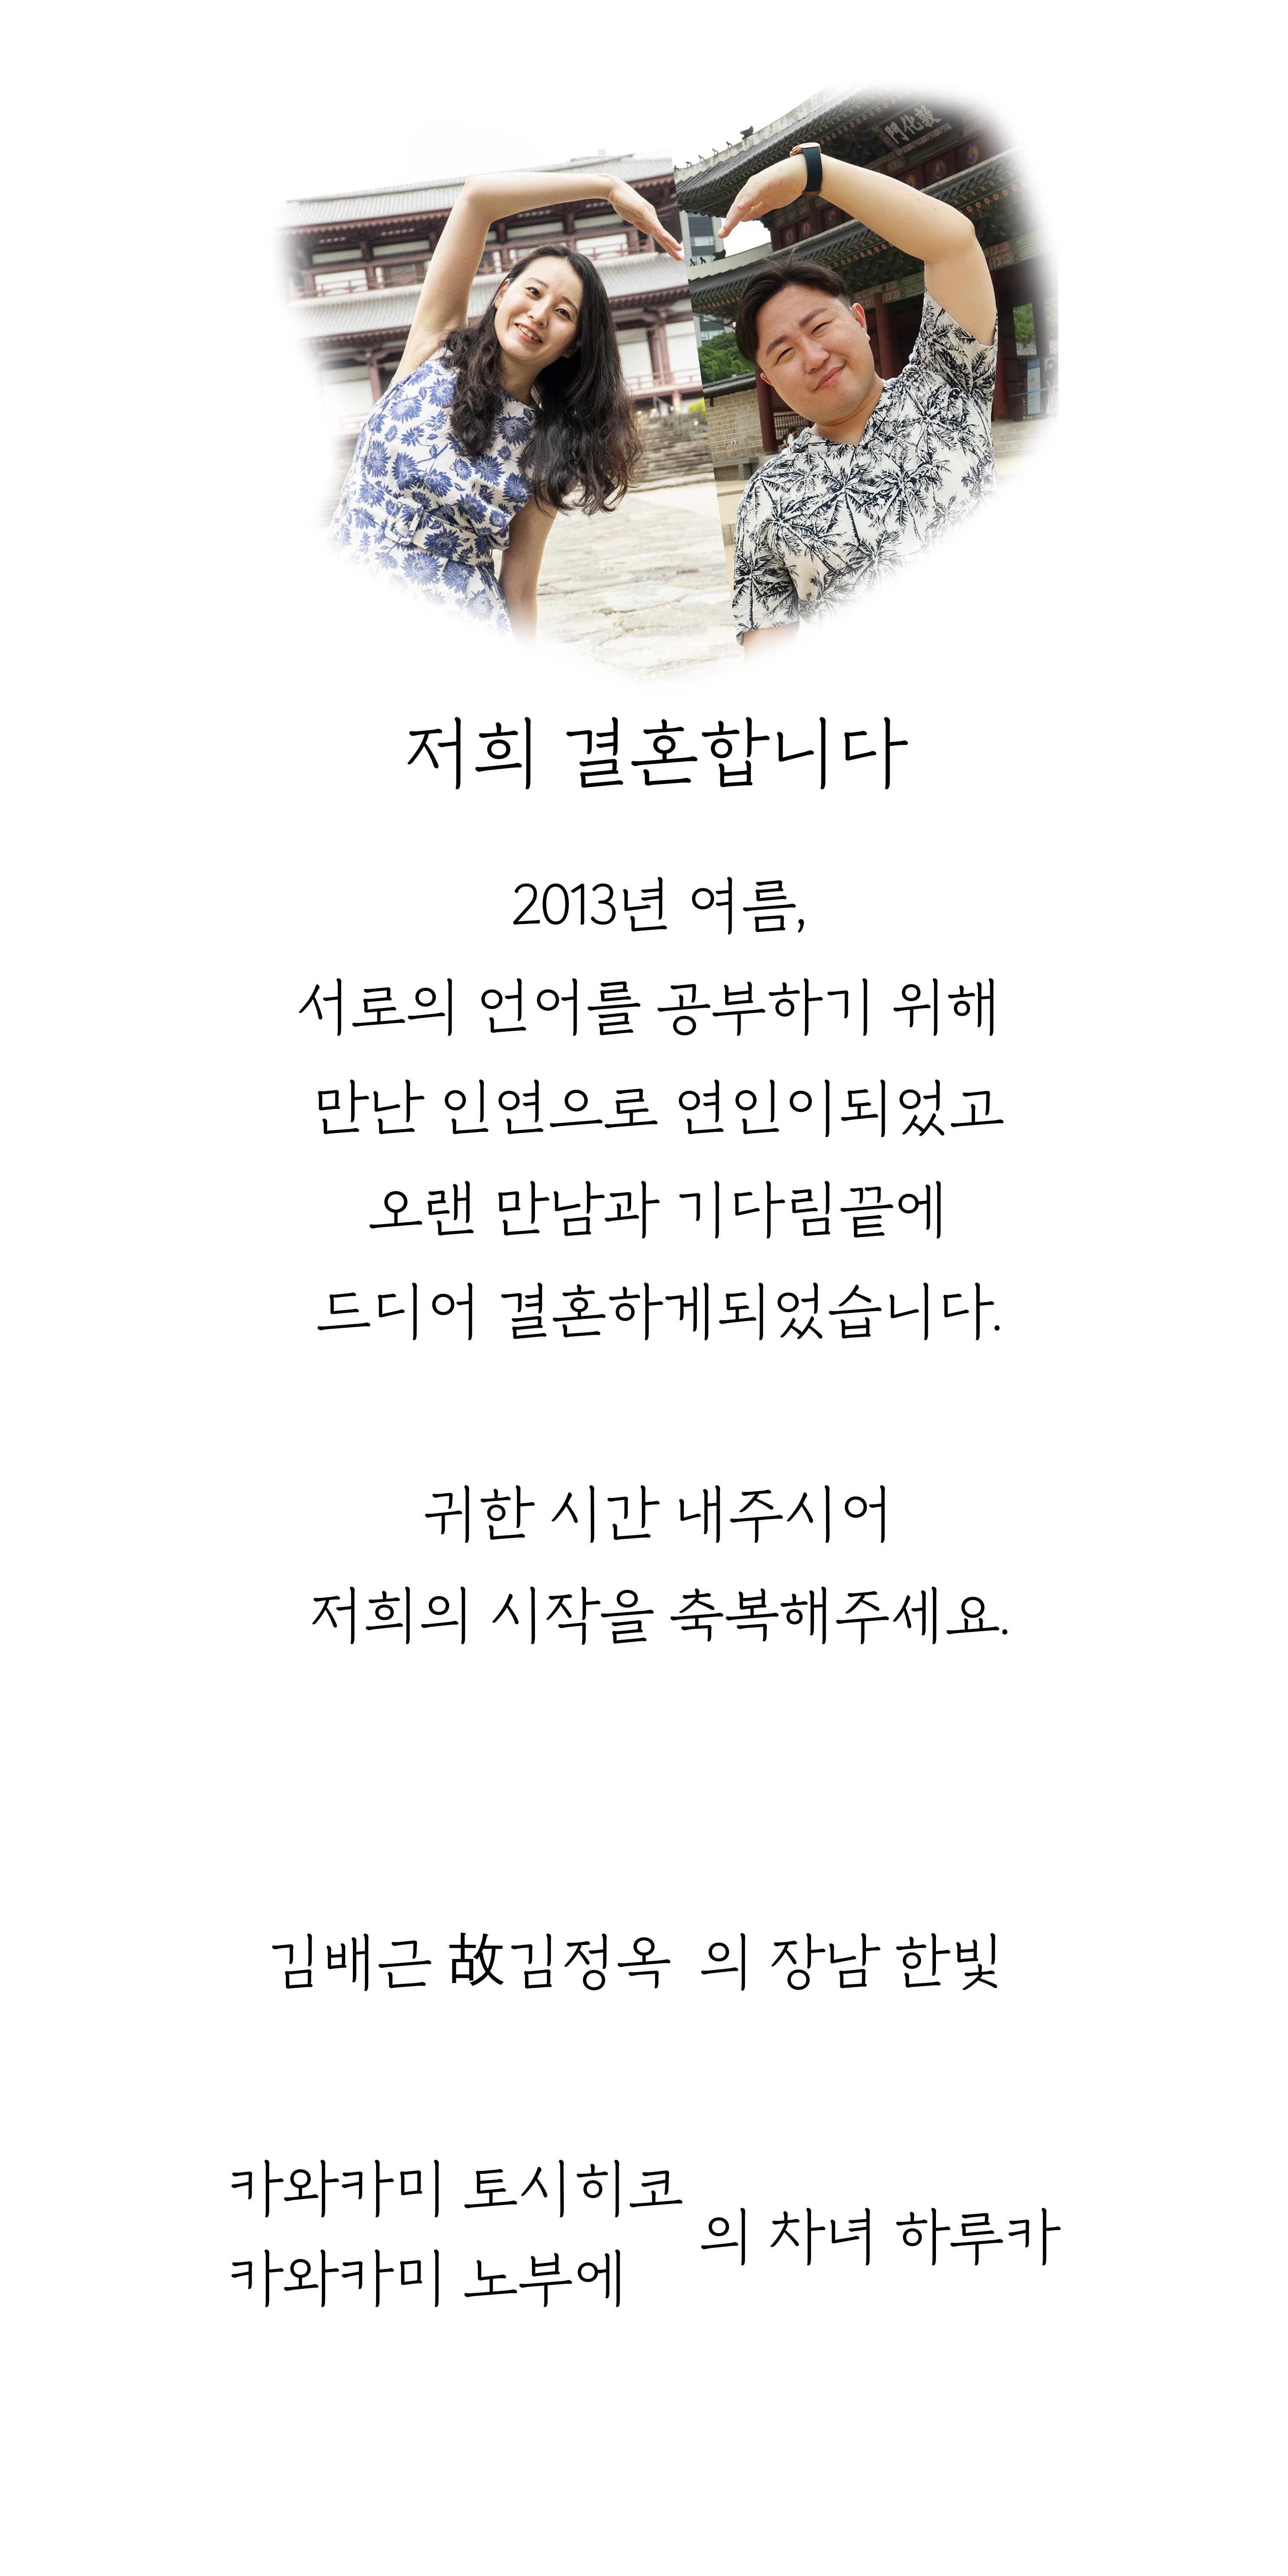 門化敦
저희 결혼합니다
2013년 여름,
서로의 언어를 공부하기 위해
만난 인연으로 연인이되었고
오랜 만남과 기다림끝에
드디어 결혼하게되었습니다.
귀한 시간 내주시어
저희의 시작을 축복해주세요.
김배근 故김정옥 의 장남 한빛
카와카미 토시히코
카와카미 노부에
의 차녀 하루카